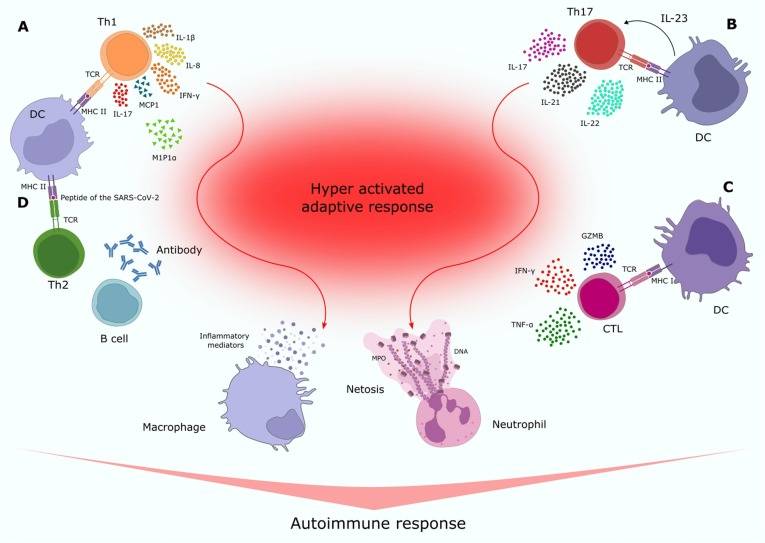 A
Th1
IL-1β
IL-8
TCR
IFN-γ
MCP1
MHC II
IL-17
DC
M1P1α
MHC II
Peptide of the SARS-CoV-2
D
TCR
Th2
Antibody
B cell
Th17
IL-23
B
IL-17
TCR
MHC II
IL-21
IL-22
DC
Hyper activated
adaptive response
C
GZMB
IFN-γ
TCR
MHC I
TNF-α
CTL
DC
Inflammatory
mediators
Macrophage
MPO
DNA
Netosis
Neutrophil
Autoimmune response